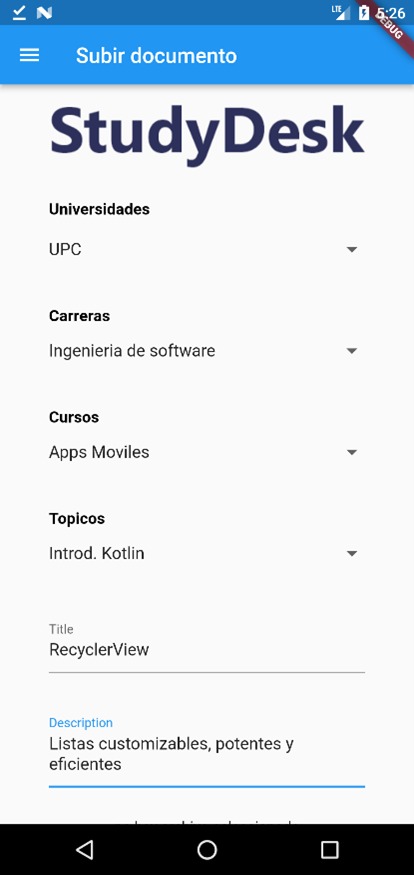 LTE 5:26
DEBUG
Subir documento
StudyDesk
Universidades
UPC
Carreras
Ingenieria de software
Cursos
Apps Moviles
Topicos
Introd. Kotlin
Title
RecyclerView
Description
Listas customizables, potentes y
eficientes